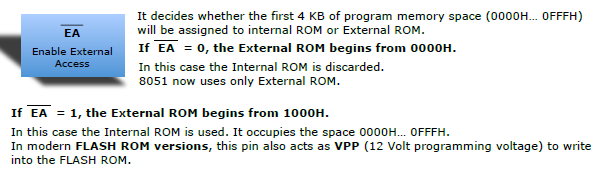 EA
Enable External
Access
It decides whether the first 4 KB of program memory space (0000H... 0FFFH)
will be assigned to internal ROM or External ROM.
If EA = 0, the External ROM begins from 0000H.
In this case the Internal ROM is discarded.
8051 now uses only External ROM.
If EA = 1, the External ROM begins from 1000H.
In this case the Internal ROM is used. It occupies the space 0000H... 0FFFH.
In modern FLASH ROM versions, this pin also acts as VPP (12 Volt programming voltage) to write
into the FLASH ROM.